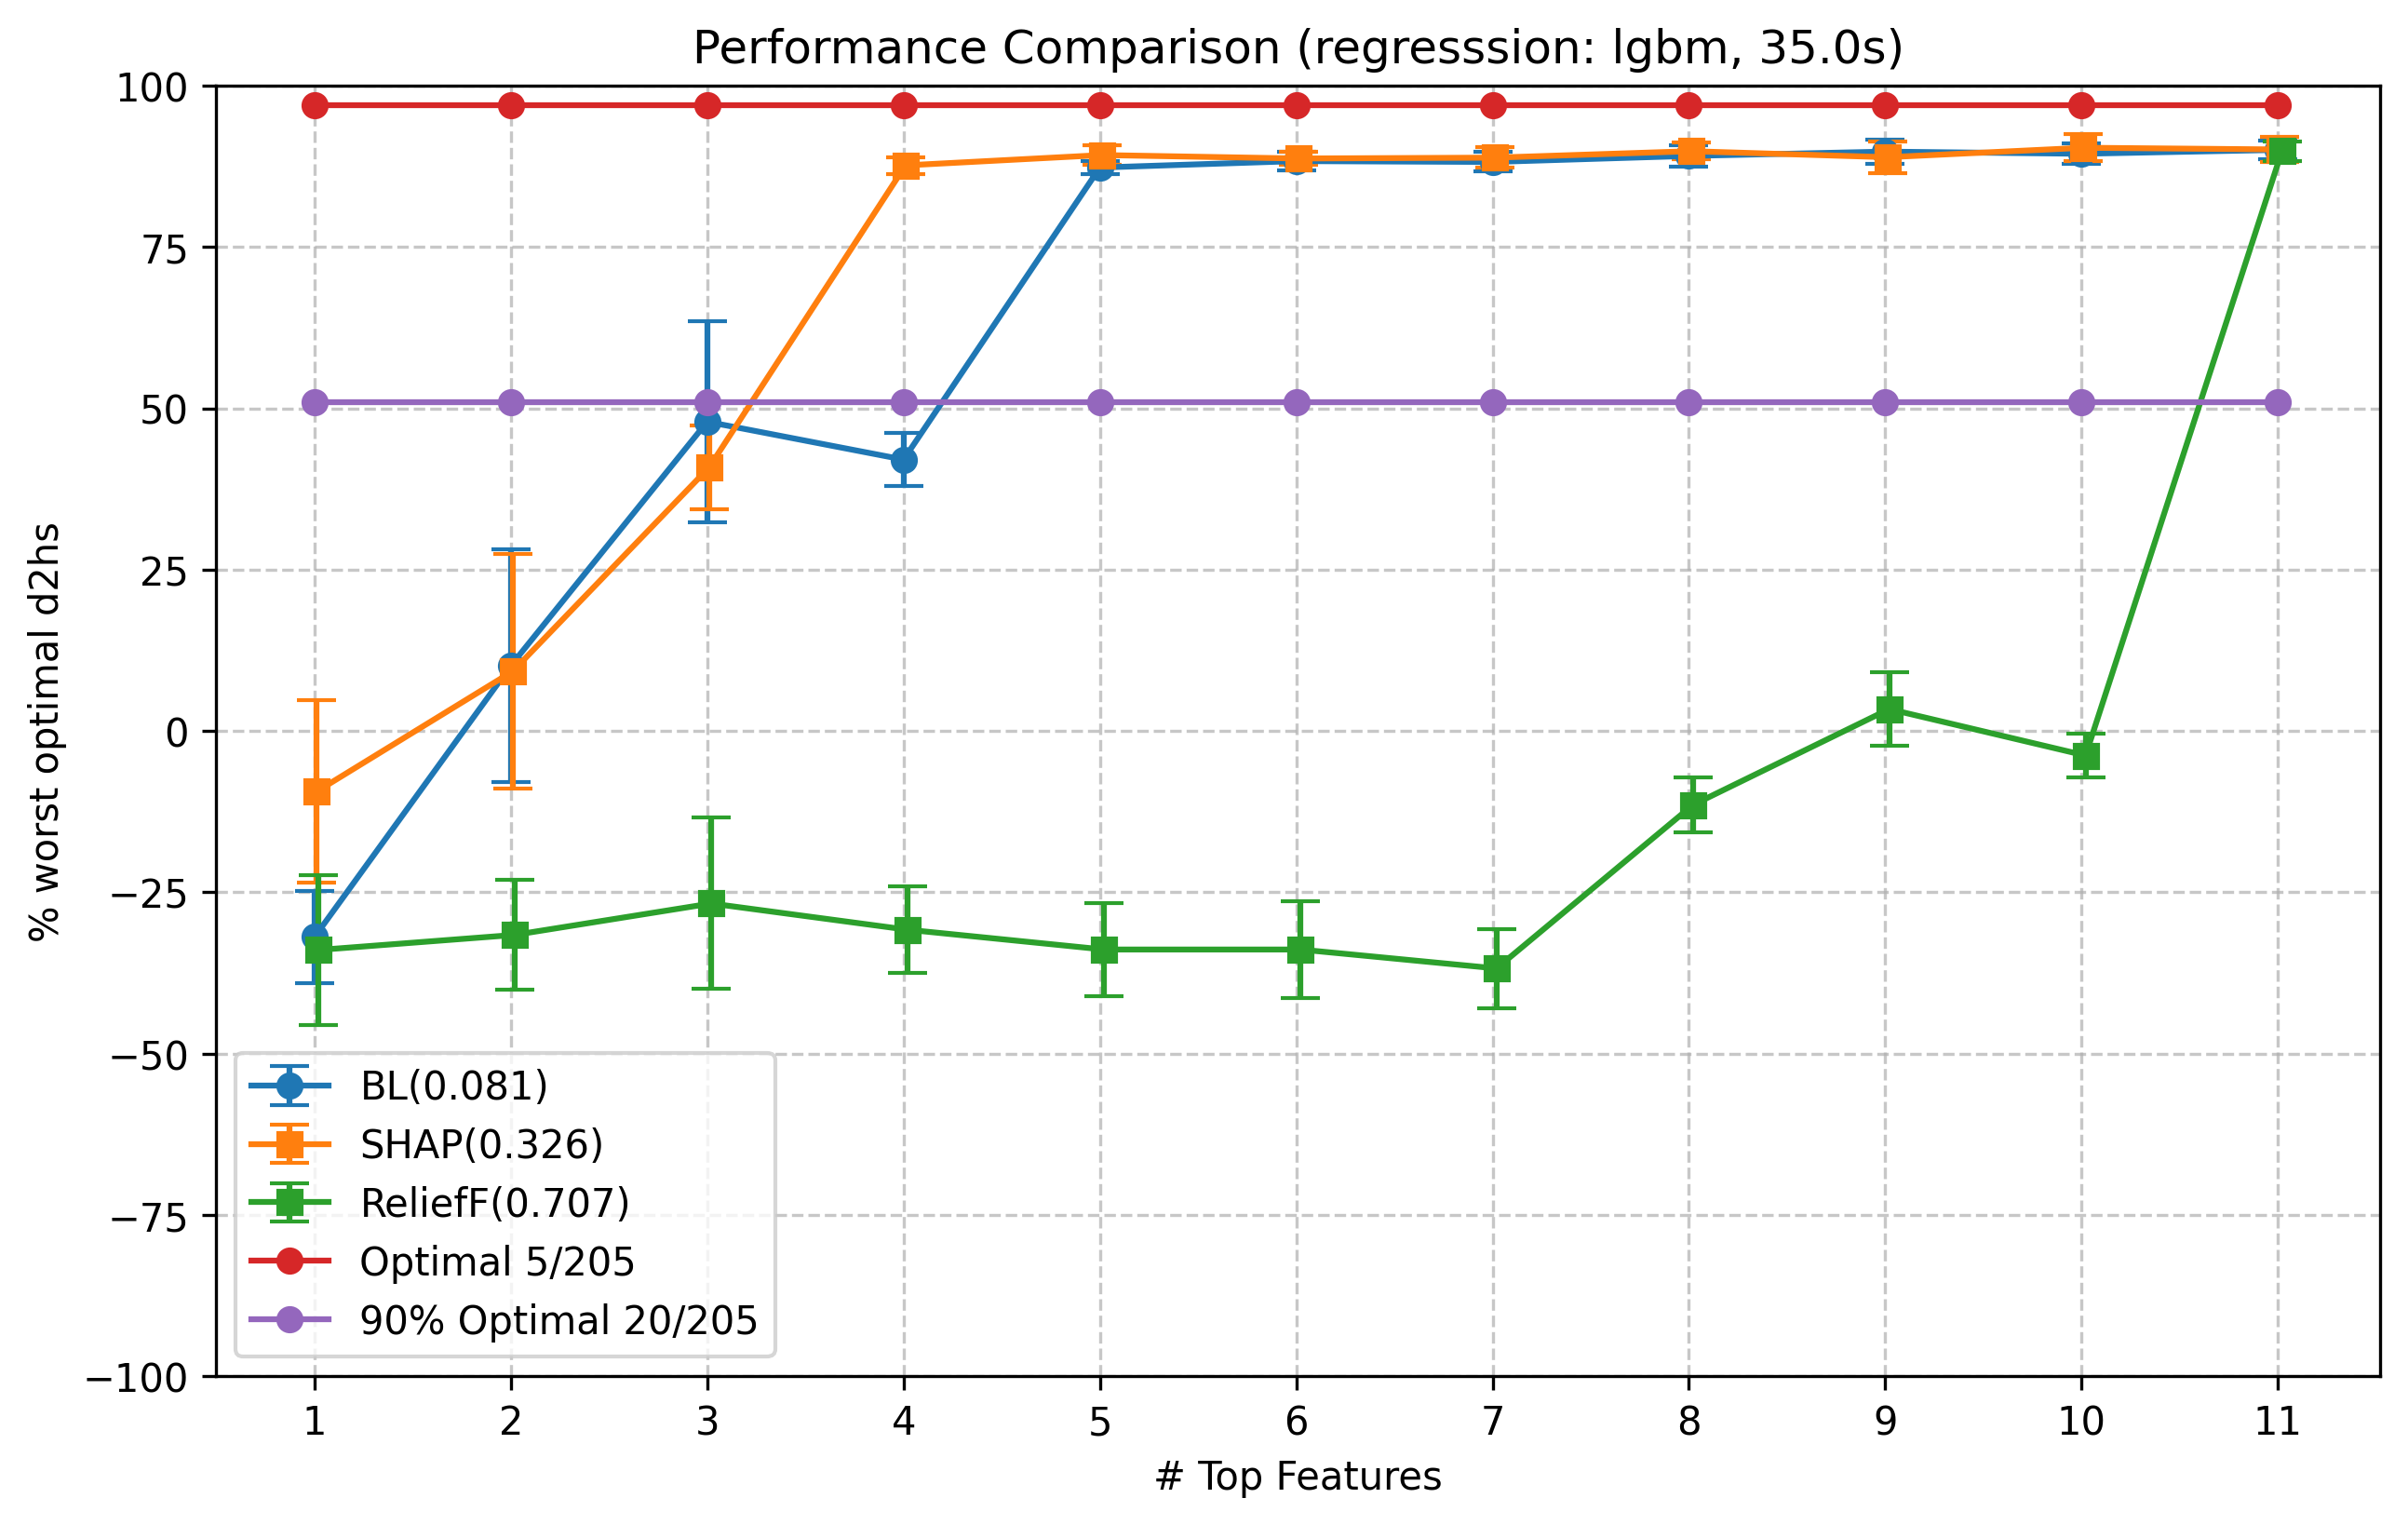 Performance Comparison (regresssion: lgbm, 35.0s)
% worst optimal d2hs
100
75
50
25
0
−25
−50
−75
−100
BL(0.081)
SHAP(0.326)
ReliefF(0.707)
Optimal 5/205
90% Optimal 20/205
1 2 3 4 5 6 7 8 9 10 11
# Top Features